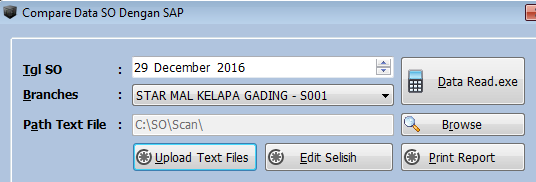 Compare Data SO Dengan SAP
Tgl SO : 29 December 2016
Data Read.exe
Branches : STAR MAL KELAPA GADING - S001
Path Text File : C:\SO\Scan\ Browse
Upload Text Files Edit Selisih Print Report